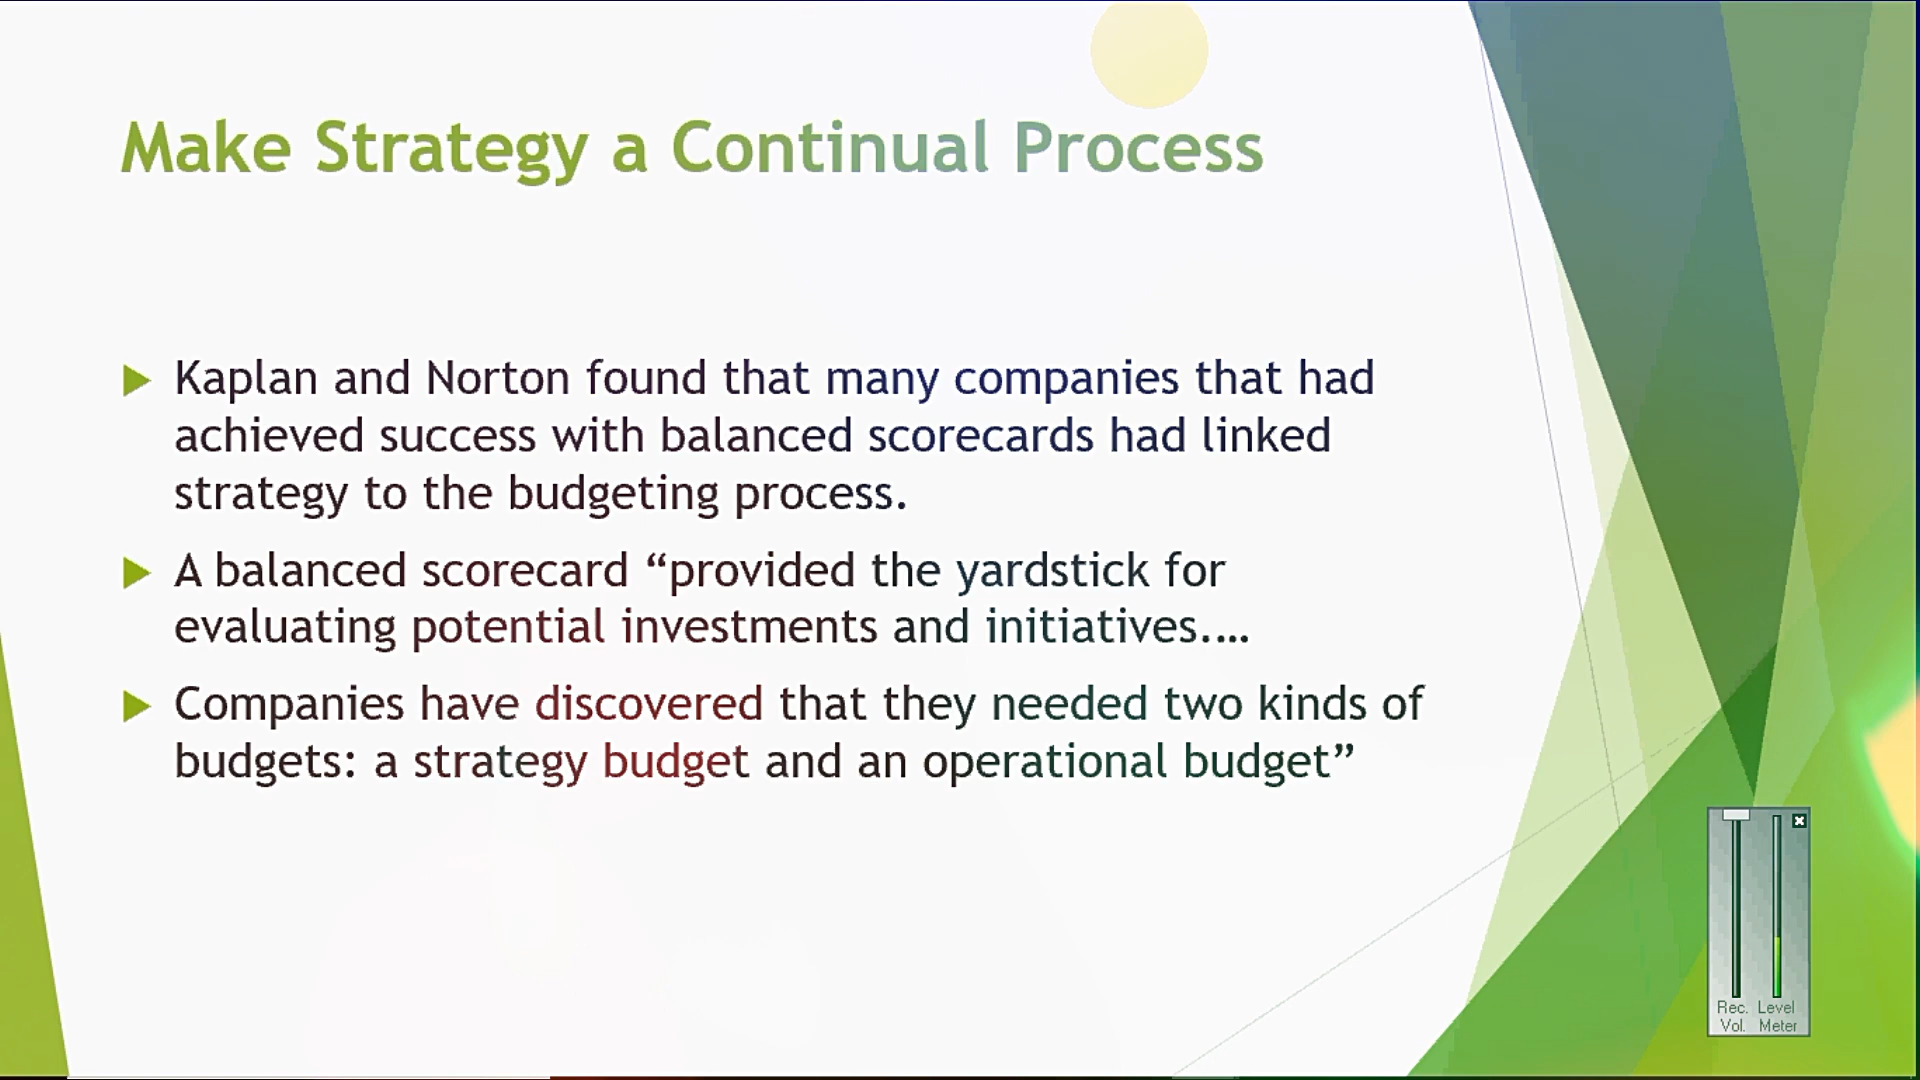 Make Strategy a Continual Process
Kaplan and Norton found that many companies that had
achieved success with balanced scorecards had linked
strategy to the budgeting process.
A balanced scorecard “provided the yardstick for
evaluating potential investments and initiatives.…
Companies have discovered that they needed two kinds of
budgets: a strategy budget and an operational budget”
Rec. Level
Vol. Meter